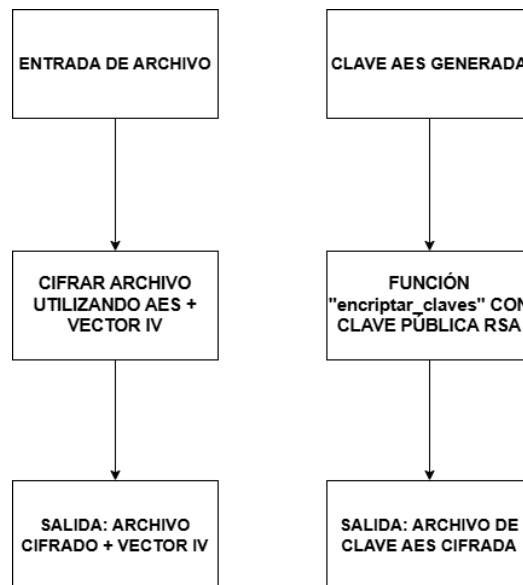 ENTRADA DE ARCHIVO
CIFRAR ARCHIVO
UTILIZANDO AES +
VECTOR IV
SALIDA: ARCHIVO
CIFRADO + VECTOR IV
CLAVE AES GENERADA
FUNCIÓN
"encriptar_claves" CON
CLAVE PÚBLICA RSA
SALIDA: ARCHIVO DE
CLAVE AES CIFRADA